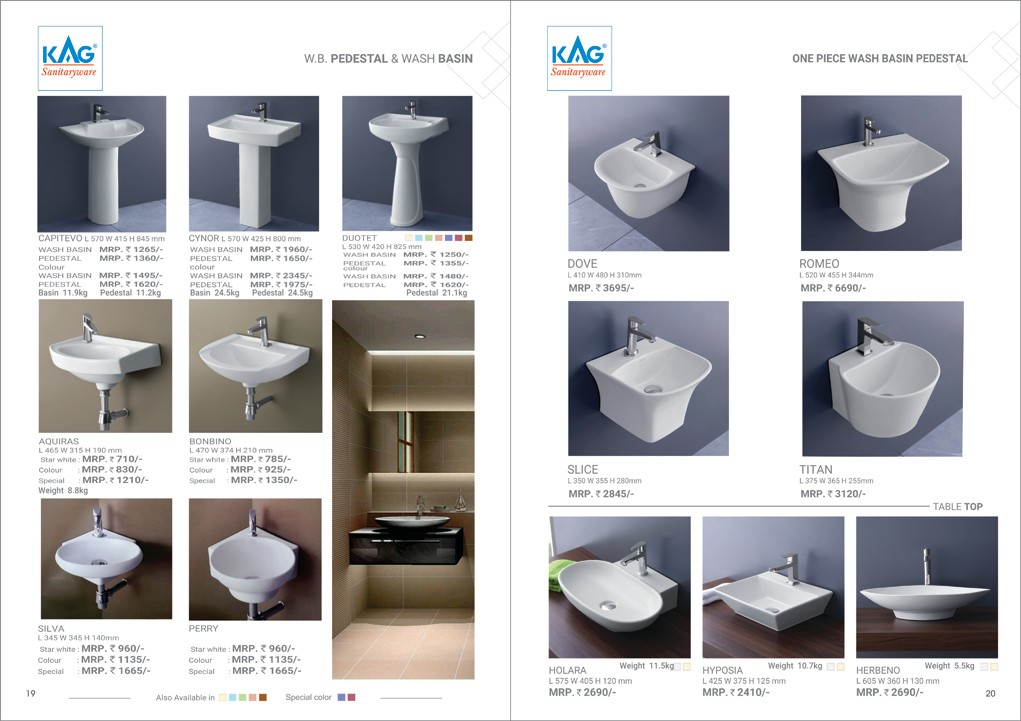 KAG®
Sanitaryware
W.B. PEDESTAL & WASH BASIN
CAPITEVO L 570 W 415 H 845 mm
WASH BASIN MRP. ₹ 1265/-
PEDESTAL MRP. ₹ 1360/-
Colour
WASH BASIN MRP. ₹ 1495/-
PEDESTAL MRP. ₹ 1620/-
Basin 11.9kg Pedestal 11.2kg
CYNOR L 570 W 425 H 800 mm
WASH BASIN MRP. ₹ 1960/-
PEDESTAL MRP. ₹ 1650/-
colour
WASH BASIN MRP. ₹ 2345/-
PEDESTAL MRP. ₹ 1975/-
Basin 24.5kg Pedestal 24.5kg
DUOTET
L 530 W 420 H 825 mm
WASH BASIN MRP. ₹ 1250/-
PEDESTAL MRP. ₹ 1355/-
colour
WASH BASIN MRP. ₹ 1480/-
PEDESTAL MRP. ₹ 1620/-
Pedestal 21.1kg
AQUIRAS
L 465 W 315 H 190 mm
Star white : MRP. ₹ 710/-
Colour : MRP. ₹ 830/-
Special : MRP. ₹ 1210/-
Weight 8.8kg
BONBINO
L 470 W 374 H 210 mm
Star white : MRP. ₹ 785/-
Colour : MRP. ₹ 925/-
Special : MRP. ₹ 1350/-
SILVA
L 345 W 345 H 140mm
Star white : MRP. ₹ 960/-
Colour : MRP. ₹ 1135/-
Special : MRP. ₹ 1665/-
PERRY
Star white : MRP. ₹ 960/-
Colour : MRP. ₹ 1135/-
Special : MRP. ₹ 1665/-
19
Also Available in
Special color
KAG®
Sanitaryware
ONE PIECE WASH BASIN PEDESTAL
DOVE
L 410 W 480 H 310mm
MRP. ₹ 3695/-
ROMEO
L 520 W 455 H 344mm
MRP. ₹ 6690/-
SLICE
L 350 W 355 H 280mm
MRP. ₹ 2845/-
TITAN
L 375 W 365 H 255mm
MRP. ₹ 3120/-
TABLE TOP
HOLARA Weight 11.5kg
L 575 W 405 H 120 mm
MRP. ₹ 2690/-
HYPOSIA Weight 10.7kg
L 425 W 375 H 125 mm
MRP. ₹ 2410/-
HERBENO Weight 5.5kg
L 605 W 360 H 130 mm
MRP. ₹ 2690/-
20